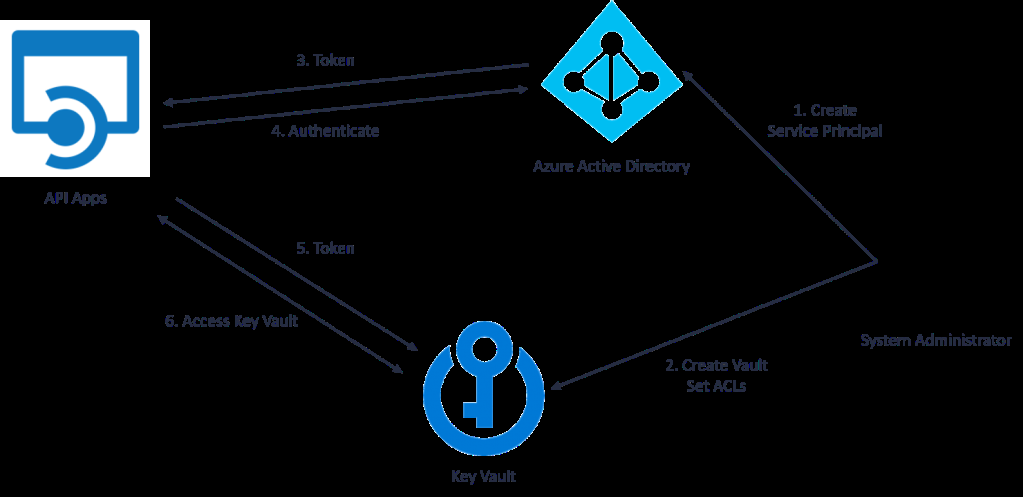 3. Token
4. Authenticate
1. Create
Service Principal
Azure Active Directory
API Apps
5. Token
6. Access Key Vault
System Administrator
2. Create Vault
Set ACLs
Key Vault